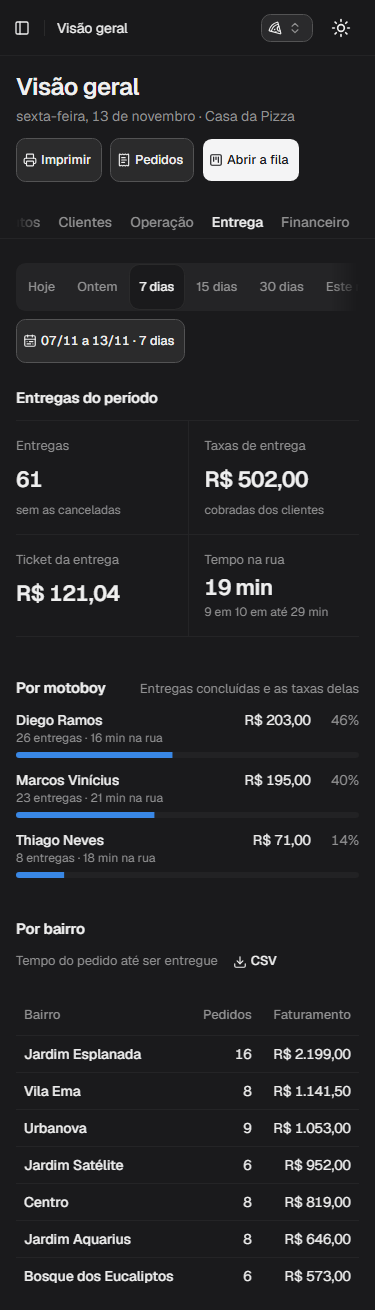 Visão geral
Visão geral
sexta-feira, 13 de novembro · Casa da Pizza
Imprimir
Pedidos
Abrir a fila
tos
Clientes
Operação
Entrega
Financeiro
Hoje
Ontem
7 dias
15 dias
30 dias
Este
07/11 a 13/11 · 7 dias
Entregas do período
Entregas
61
sem as canceladas
Taxas de entrega
R$ 502,00
cobradas dos clientes
Ticket da entrega
R$ 121,04
Tempo na rua
19 min
9 em 10 em até 29 min
Por motoboy
Entregas concluídas e as taxas delas
Diego Ramos R$ 203,00 46%
26 entregas · 16 min na rua
Marcos Vinícius R$ 195,00 40%
23 entregas · 21 min na rua
Thiago Neves R$ 71,00 14%
8 entregas · 18 min na rua
Por bairro
Tempo do pedido até ser entregue
CSV
Bairro Pedidos Faturamento
Jardim Esplanada 16 R$ 2.199,00
Vila Ema 8 R$ 1.141,50
Urbanova 9 R$ 1.053,00
Jardim Satélite 6 R$ 952,00
Centro 8 R$ 819,00
Jardim Aquarius 8 R$ 646,00
Bosque dos Eucaliptos 6 R$ 573,00